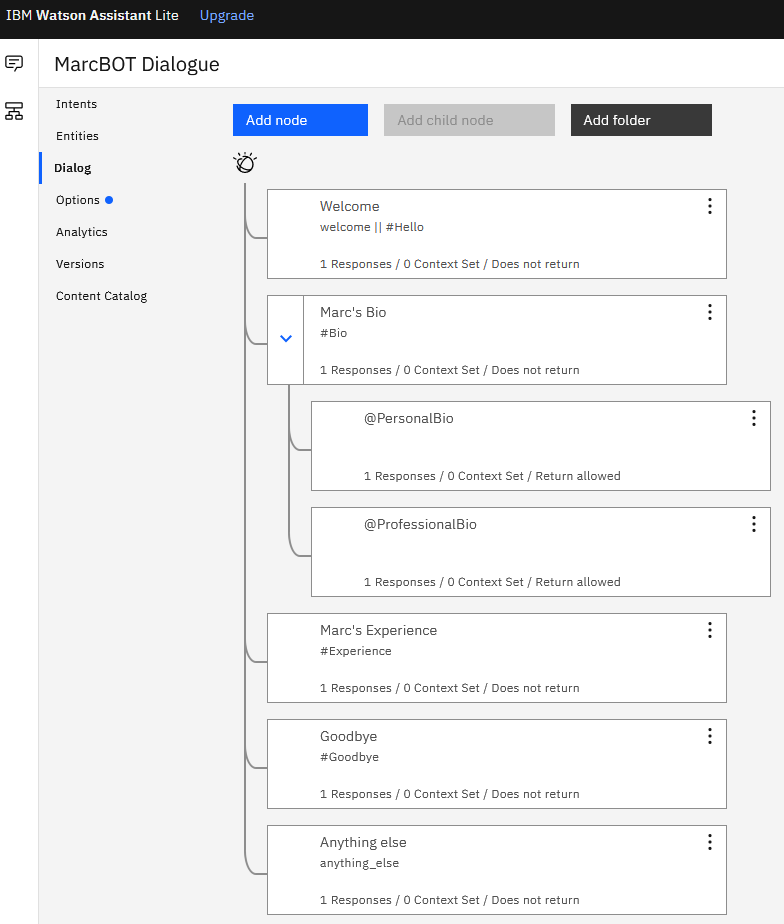 IBM Watson Assistant Lite Upgrade
MarcBOT Dialogue
Intents
Entities
Dialog
Options
Analytics
Versions
Content Catalog
Add node
Add child node
Add folder
Welcome
welcome || #Hello
1 Responses / 0 Context Set / Does not return
Marc's Bio
#Bio
1 Responses / 0 Context Set / Does not return
@PersonalBio
1 Responses / 0 Context Set / Return allowed
@ProfessionalBio
1 Responses / 0 Context Set / Return allowed
Marc's Experience
#Experience
1 Responses / 0 Context Set / Does not return
Goodbye
#Goodbye
1 Responses / 0 Context Set / Does not return
Anything else
anything_else
1 Responses / 0 Context Set / Does not return